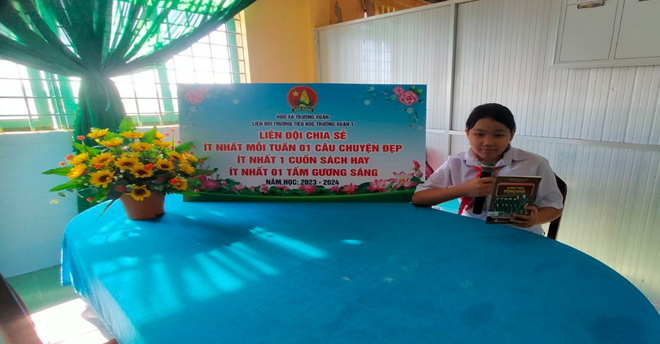 HỌC XÃ TRƯỜNG XUÂN
LIÊN ĐỘI TRƯỜNG TIỂU HỌC TRƯỜNG XUÂN 1
LIÊN ĐỘI CHIA SẺ
ÍT NHẤT MỖI TUẦN 01 CÂU CHUYỆN ĐẸP
ÍT NHẤT 1 CUỐN SÁCH HAY
ÍT NHẤT 01 TẤM GƯƠNG SÁNG
NĂM HỌC: 2023 - 2024